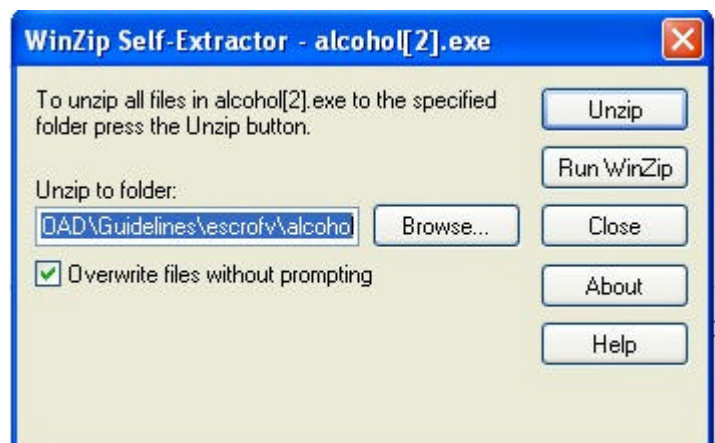 WinZip Self-Extractor - alcohol[2].exe
To unzip all files in alcohol[2].exe to the specified
folder press the Unzip button.
Unzip to folder:
OAD\Guidelines\escrofv\alcohol
Browse...
Overwrite files without prompting
Unzip
Run WinZip
Close
About
Help